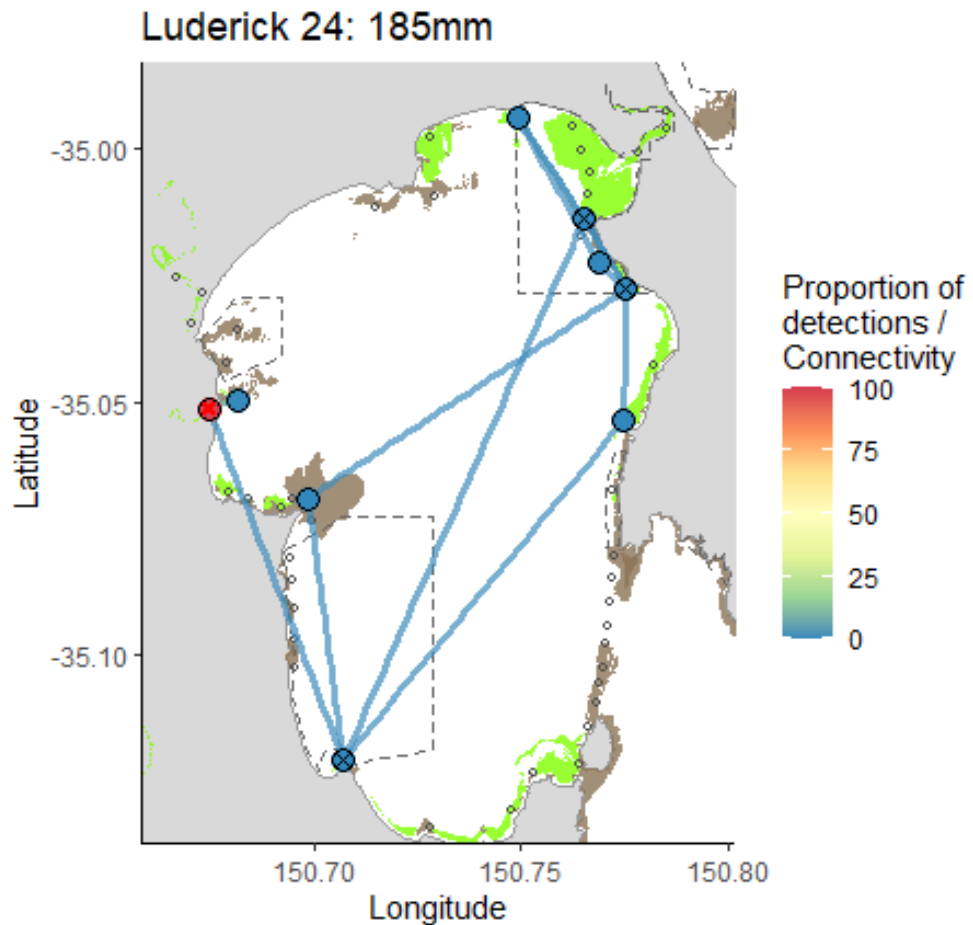 Luderick 24: 185mm
-35.00
-35.05
-35.10
Latitude
150.70
150.75
150.80
Longitude
Proportion of
detections /
Connectivity
100
75
50
25
0